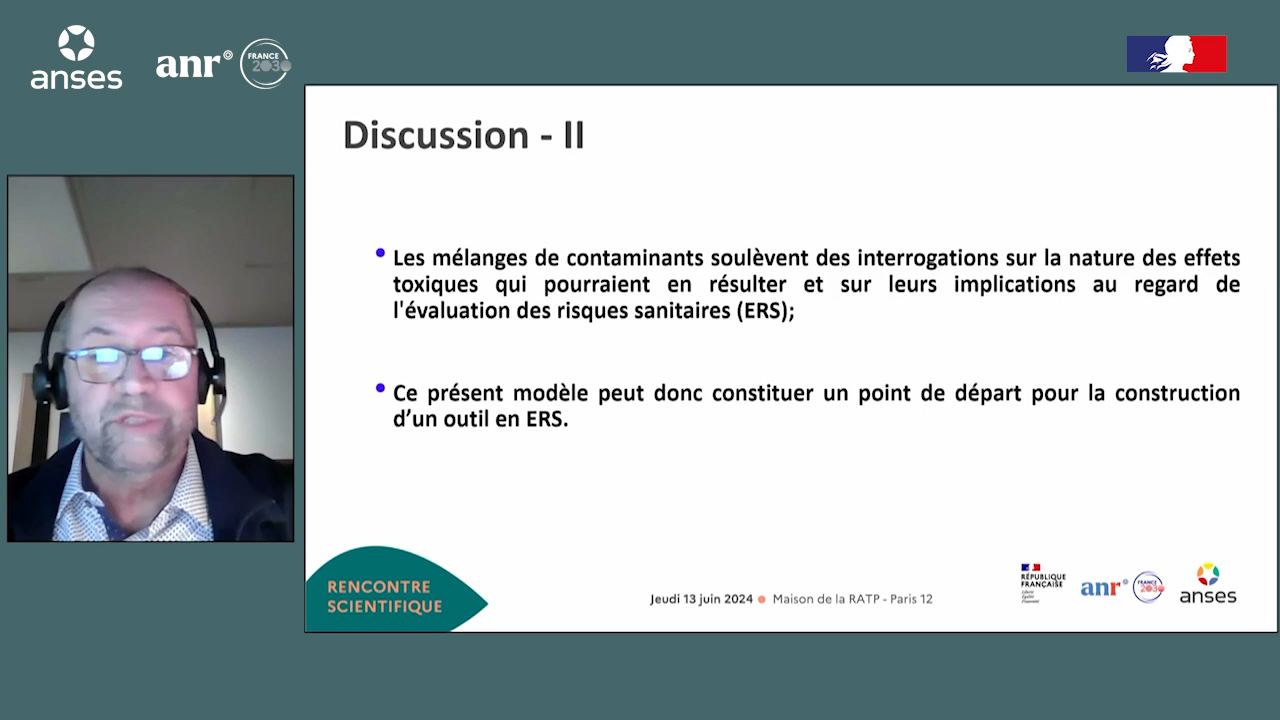 anses
anr
FRANCE
2030
Discussion - II
• Les mélanges de contaminants soulèvent des interrogations sur la nature des effets
toxiques qui pourraient en résulter et sur leurs implications au regard de
l'évaluation des risques sanitaires (ERS);
• Ce présent modèle peut donc constituer un point de départ pour la construction
d’un outil en ERS.
RENCONTRE
SCIENTIFIQUE
Jeudi 13 juin 2024 ● Maison de la RATP - Paris 12
RÉPUBLIQUE
FRANÇAISE
Liberté
Égalité
Fraternité
anr
FRANCE
2030
anses